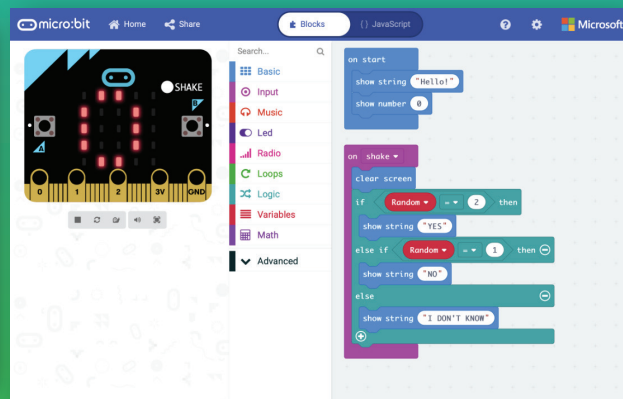 micro:bit Home Share Blocks { } JavaScript ? Microsoft
Search...
Basic
Input
Music
Led
Radio
Loops
Logic
Variables
Math
Advanced
SHAKE
A
B
0 1 2 3V GND
on start
show string "Hello!"
show number 0
on shake
clear screen
if Random = 2 then
show string "YES"
else if Random = 1 then
show string "NO"
else
show string "I DON'T KNOW"